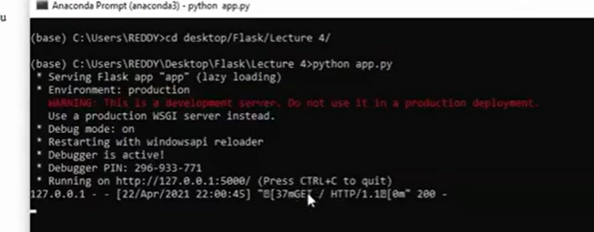 u
Anaconda Prompt (anaconda3) - python app.py
(base) C:\Users\REDDY>cd desktop/Flask/Lecture 4/
(base) C:\Users\REDDY\Desktop\Flask\Lecture 4>python app.py
* Serving Flask app "app" (lazy loading)
* Environment: production
WARNING: This is a development server. Do not use it in a production deployment.
Use a production WSGI server instead.
* Debug mode: on
* Restarting with windowsapi reloader
* Debugger is active!
* Debugger PIN: 296-933-771
* Running on http://127.0.0.1:5000/ (Press CTRL+C to quit)
127.0.0.1 - - [22/Apr/2021 22:00:45] "[37mGET / HTTP/1.1[0m" 200 -